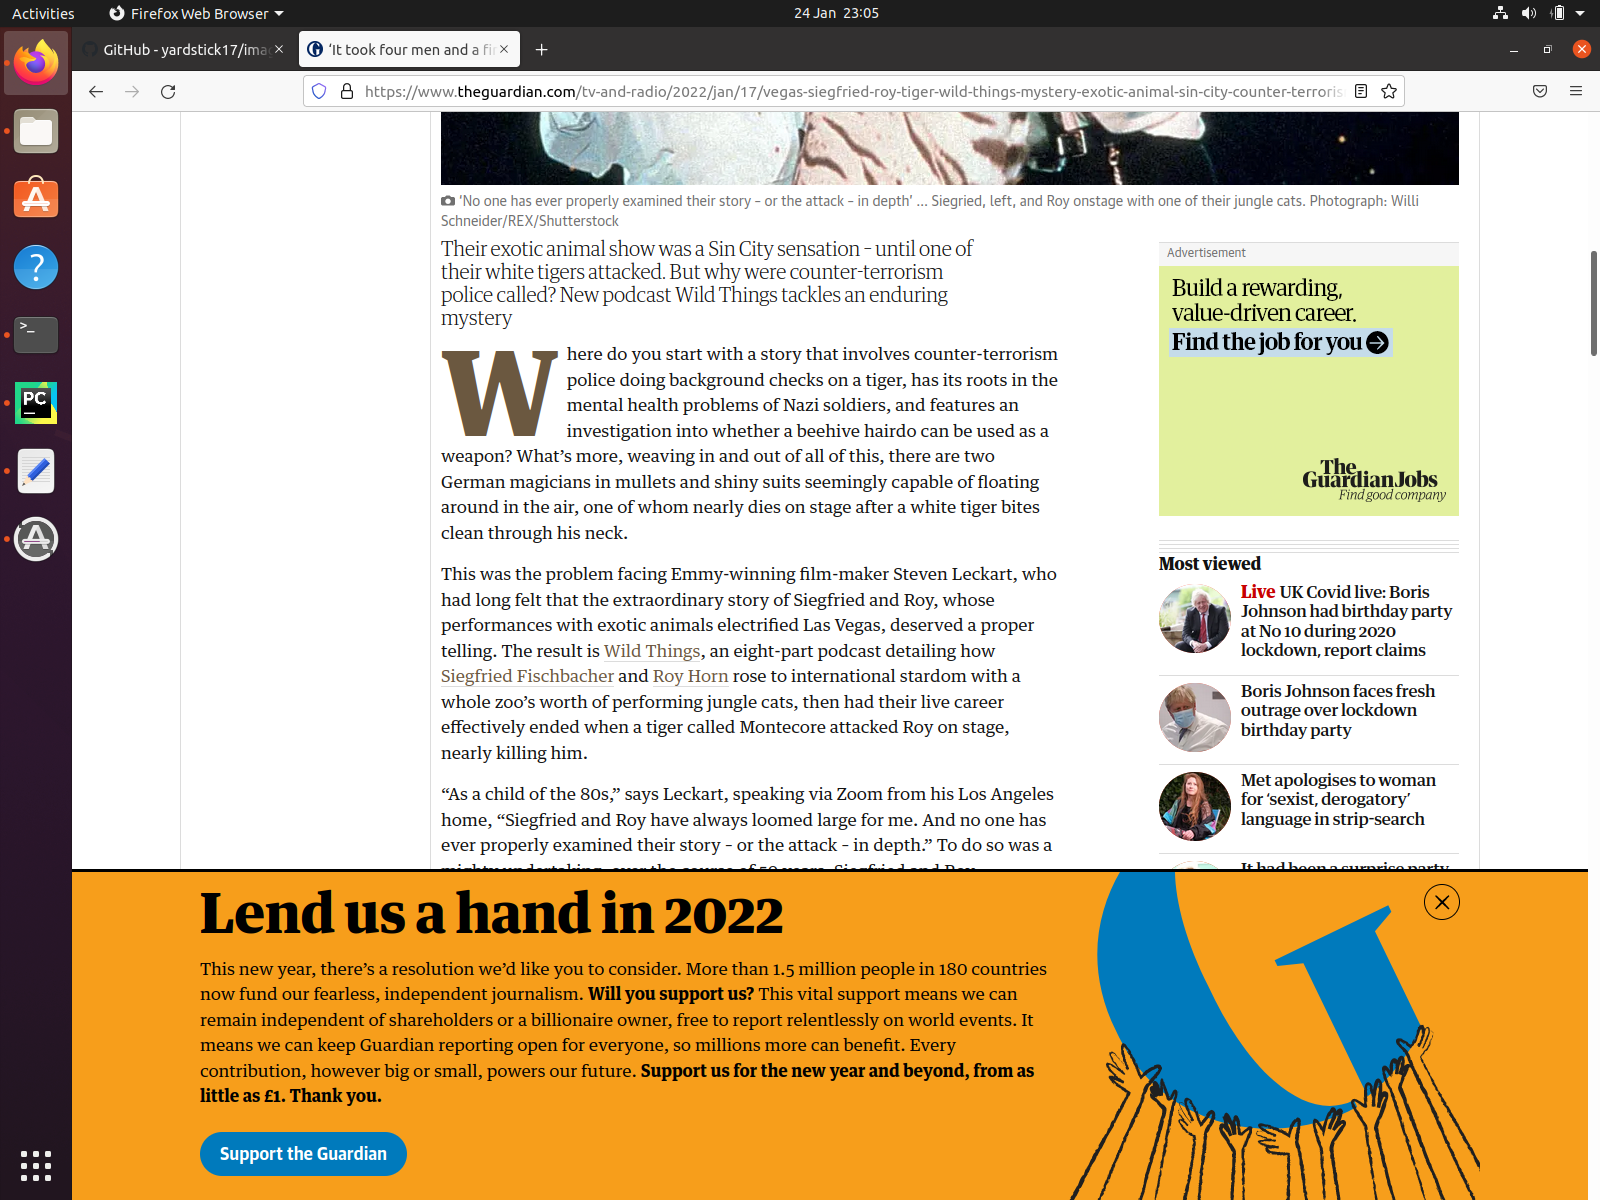 Activities
Firefox Web Browser
24 Jan 23:05
GitHub - yardstick17/ima
‘It took four men and a fi
https://www.theguardian.com/tv-and-radio/2022/jan/17/vegas-siegfried-roy-tiger-wild-things-mystery-exotic-animal-sin-city-counter-terroris
'No one has ever properly examined their story – or the attack – in depth' ... Siegried, left, and Roy onstage with one of their jungle cats. Photograph: Willi
Schneider/REX/Shutterstock
Their exotic animal show was a Sin City sensation – until one of
their white tigers attacked. But why were counter-terrorism
police called? New podcast Wild Things tackles an enduring
mystery
Where do you start with a story that involves counter-terrorism
police doing background checks on a tiger, has its roots in the
mental health problems of Nazi soldiers, and features an
investigation into whether a beehive hairdo can be used as a
weapon? What’s more, weaving in and out of all of this, there are two
German magicians in mullets and shiny suits seemingly capable of floating
around in the air, one of whom nearly dies on stage after a white tiger bites
clean through his neck.
This was the problem facing Emmy-winning film-maker Steven Leckart, who
had long felt that the extraordinary story of Siegfried and Roy, whose
performances with exotic animals electrified Las Vegas, deserved a proper
telling. The result is Wild Things, an eight-part podcast detailing how
Siegfried Fischbacher and Roy Horn rose to international stardom with a
whole zoo’s worth of performing jungle cats, then had their live career
effectively ended when a tiger called Montecore attacked Roy on stage,
nearly killing him.
“As a child of the 80s,” says Leckart, speaking via Zoom from his Los Angeles
home, “Siegfried and Roy have always loomed large for me. And no one has
ever properly examined their story – or the attack – in depth.” To do so was a
mighty undertaking: over the course of 50 years, Siegfried and Roy
Advertisement
Build a rewarding,
value-driven career.
Find the job for you
The
GuardianJobs
Find good company
Most viewed
Live UK Covid live: Boris
Johnson had birthday party
at No 10 during 2020
lockdown, report claims
Boris Johnson faces fresh
outrage over lockdown
birthday party
Met apologises to woman
for ‘sexist, derogatory’
language in strip-search
It had been a surprise party
Lend us a hand in 2022
This new year, there’s a resolution we’d like you to consider. More than 1.5 million people in 180 countries
now fund our fearless, independent journalism. Will you support us? This vital support means we can
remain independent of shareholders or a billionaire owner, free to report relentlessly on world events. It
means we can keep Guardian reporting open for everyone, so millions more can benefit. Every
contribution, however big or small, powers our future. Support us for the new year and beyond, from as
little as £1. Thank you.
Support the Guardian
>_
PC